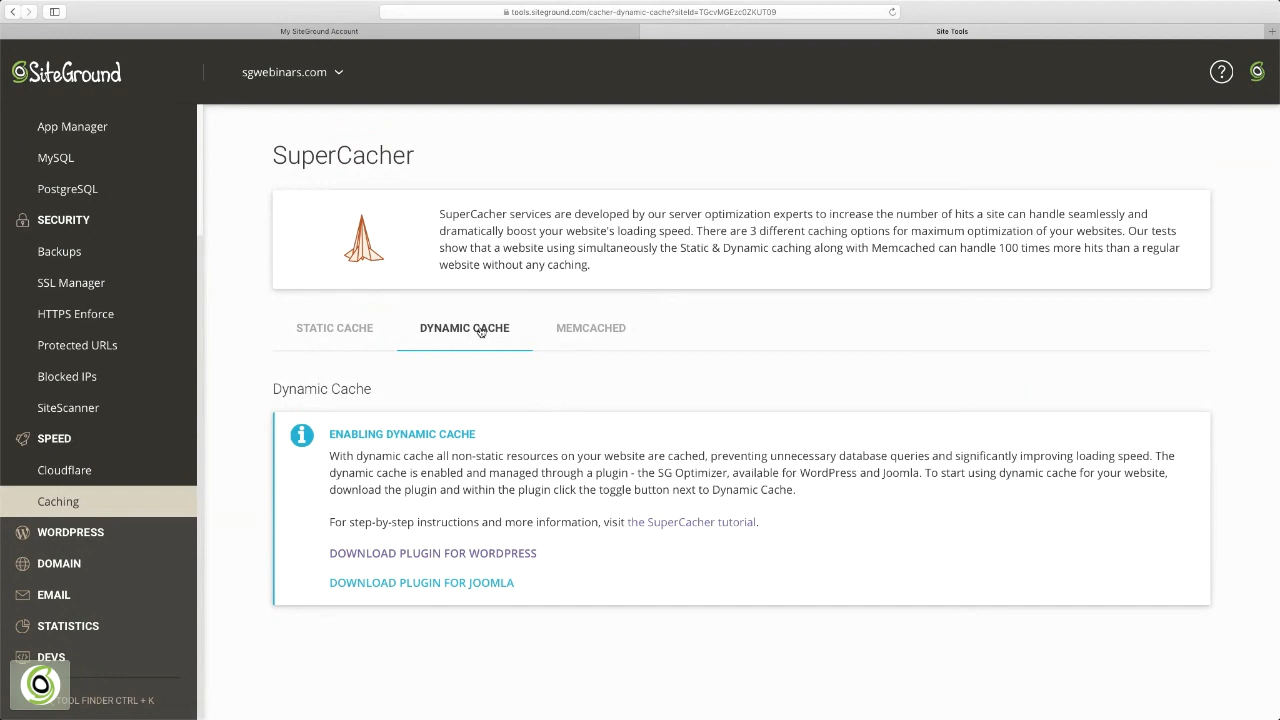 tools.siteground.com/cacher-dynamic-cache?siteId=TGcvMGEzc0ZKUT09
My SiteGround Account
Site Tools
SiteGround
sgwebinars.com
App Manager
MySQL
PostgreSQL
SECURITY
Backups
SSL Manager
HTTPS Enforce
Protected URLs
Blocked IPs
SiteScanner
SPEED
Cloudflare
Caching
WORDPRESS
DOMAIN
EMAIL
STATISTICS
DEVS
TOOL FINDER CTRL + K
SuperCacher
SuperCacher services are developed by our server optimization experts to increase the number of hits a site can handle seamlessly and
dramatically boost your website's loading speed. There are 3 different caching options for maximum optimization of your websites. Our tests
show that a website using simultaneously the Static & Dynamic caching along with Memcached can handle 100 times more hits than a regular
website without any caching.
STATIC CACHE
DYNAMIC CACHE
MEMCACHED
Dynamic Cache
ENABLING DYNAMIC CACHE
With dynamic cache all non-static resources on your website are cached, preventing unnecessary database queries and significantly improving loading speed. The
dynamic cache is enabled and managed through a plugin - the SG Optimizer, available for WordPress and Joomla. To start using dynamic cache for your website,
download the plugin and within the plugin click the toggle button next to Dynamic Cache.
For step-by-step instructions and more information, visit the SuperCacher tutorial.
DOWNLOAD PLUGIN FOR WORDPRESS
DOWNLOAD PLUGIN FOR JOOMLA